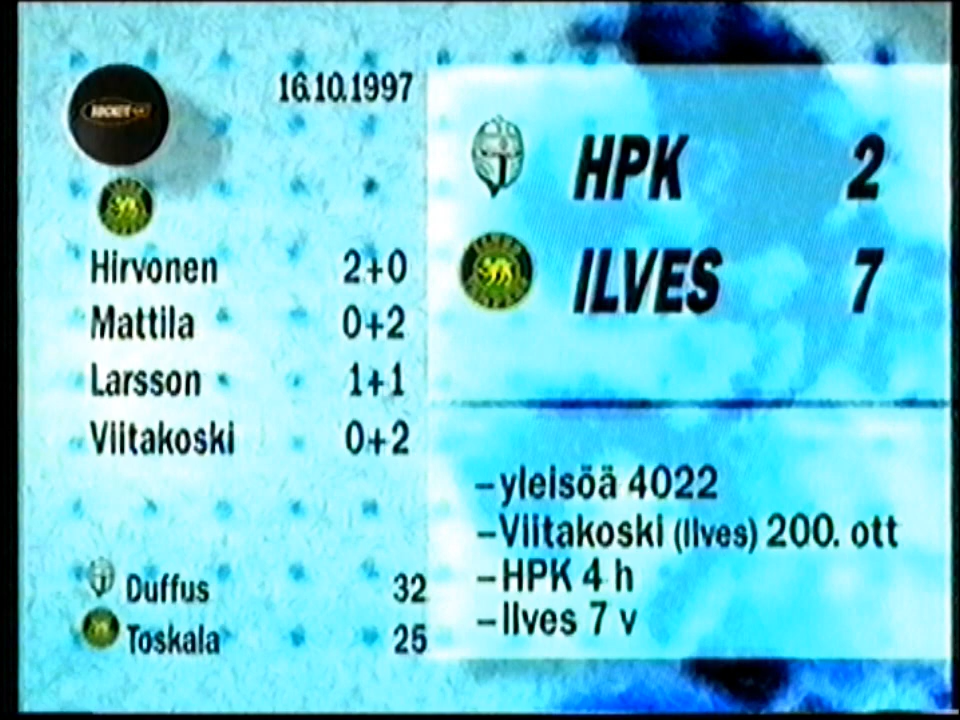 16.10.1997
Hirvonen 2+0
Mattila 0+2
Larsson 1+1
Viitakoski 0+2
Duffus 32
Toskala 25
HPK 2
ILVES 7
–yleisöä 4022
–Viitakoski (Ilves) 200. ott
–HPK 4 h
–Ilves 7 v